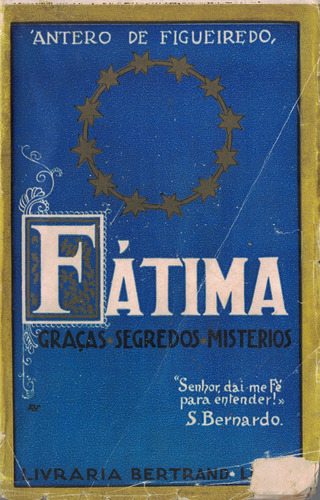 ANTERO DE FIGUEIREDO,
FÁTIMA
GRAÇAS·SEGREDOS·MISTERIOS
“Senhor, dai-me Fé
para entender!”
S. Bernardo.
LIVRARIA BERTRAND